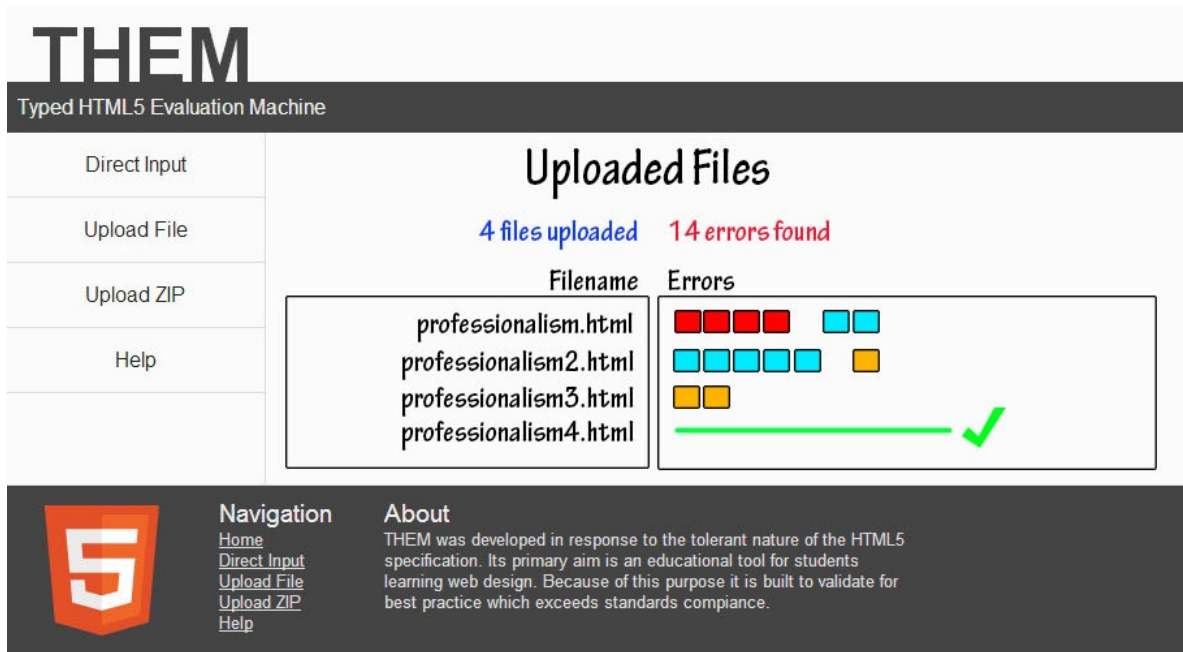 THEM
Typed HTML5 Evaluation Machine
Direct Input
Upload File
Upload ZIP
Help
Uploaded Files
4 files uploaded 14 errors found
Filename Errors
professionalism.html
professionalism2.html
professionalism3.html
professionalism4.html
5
Navigation
Home
Direct Input
Upload File
Upload ZIP
Help
About
THEM was developed in response to the tolerant nature of the HTML5
specification. Its primary aim is an educational tool for students
learning web design. Because of this purpose it is built to validate for
best practice which exceeds standards compiance.